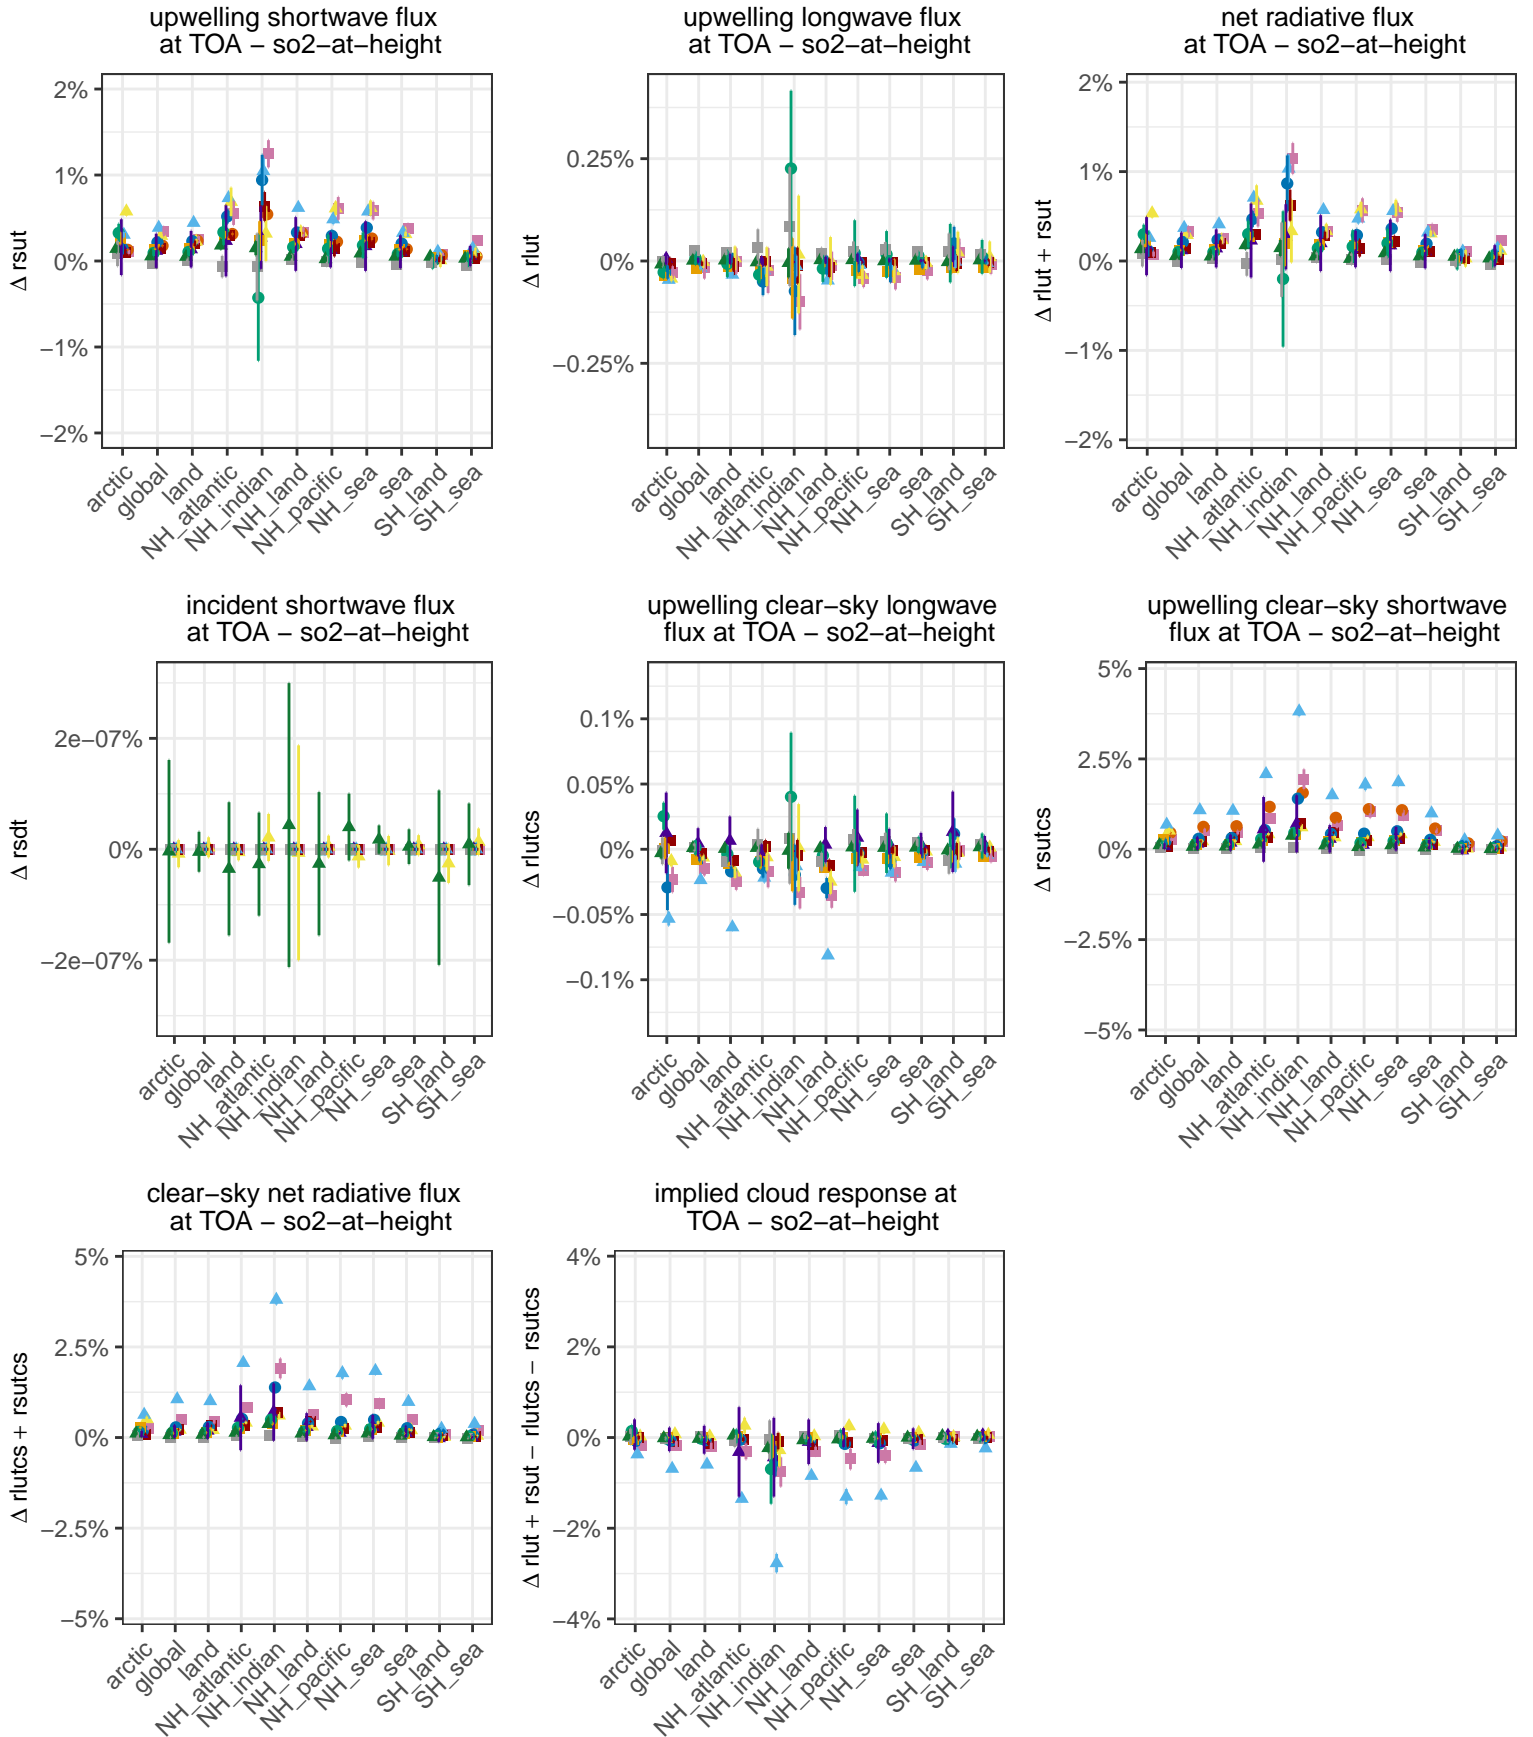 upwelling shortwave flux
at TOA − so2−at−height
Δ rsut
2%
1%
0%
−1%
−2%
arctic
global
land
NH_atlantic
NH_indian
NH_land
NH_pacific
NH_sea
sea
SH_land
SH_sea
upwelling longwave flux
at TOA − so2−at−height
Δ rlut
0.25%
0%
−0.25%
arctic
global
land
NH_atlantic
NH_indian
NH_land
NH_pacific
NH_sea
sea
SH_land
SH_sea
net radiative flux
at TOA − so2−at−height
Δ rlut + rsut
2%
1%
0%
−1%
−2%
arctic
global
land
NH_atlantic
NH_indian
NH_land
NH_pacific
NH_sea
sea
SH_land
SH_sea
incident shortwave flux
at TOA − so2−at−height
Δ rsdt
2e−07%
0%
−2e−07%
arctic
global
land
NH_atlantic
NH_indian
NH_land
NH_pacific
NH_sea
sea
SH_land
SH_sea
upwelling clear−sky longwave
flux at TOA − so2−at−height
Δ rlutcs
0.1%
0.05%
0%
−0.05%
−0.1%
arctic
global
land
NH_atlantic
NH_indian
NH_land
NH_pacific
NH_sea
sea
SH_land
SH_sea
upwelling clear−sky shortwave
flux at TOA − so2−at−height
Δ rsutcs
5%
2.5%
0%
−2.5%
−5%
arctic
global
land
NH_atlantic
NH_indian
NH_land
NH_pacific
NH_sea
sea
SH_land
SH_sea
clear−sky net radiative flux
at TOA − so2−at−height
Δ rlutcs + rsutcs
5%
2.5%
0%
−2.5%
−5%
arctic
global
land
NH_atlantic
NH_indian
NH_land
NH_pacific
NH_sea
sea
SH_land
SH_sea
implied cloud response at
TOA − so2−at−height
Δ rlut + rsut − rlutcs − rsutcs
4%
2%
0%
−2%
−4%
arctic
global
land
NH_atlantic
NH_indian
NH_land
NH_pacific
NH_sea
sea
SH_land
SH_sea